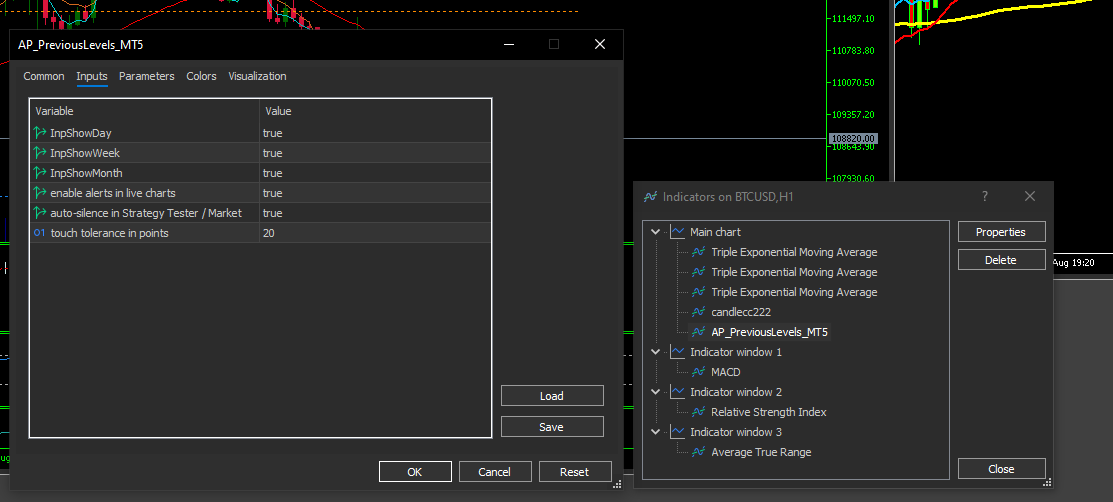 AP_PreviousLevels_MT5
Common Inputs Parameters Colors Visualization
Variable Value
InpShowDay true
InpShowWeek true
InpShowMonth true
enable alerts in live charts true
auto-silence in Strategy Tester / Market true
01 touch tolerance in points 20
Load
Save
OK Cancel Reset
111497.10
110783.80
110070.50
109357.20
108820.00
108643.90
107930.60
Indicators on BTCUSD,H1
?
Main chart
Triple Exponential Moving Average
Triple Exponential Moving Average
Triple Exponential Moving Average
candlecc222
AP_PreviousLevels_MT5
Indicator window 1
MACD
Indicator window 2
Relative Strength Index
Indicator window 3
Average True Range
Properties
Delete
Close
Aug 19:20